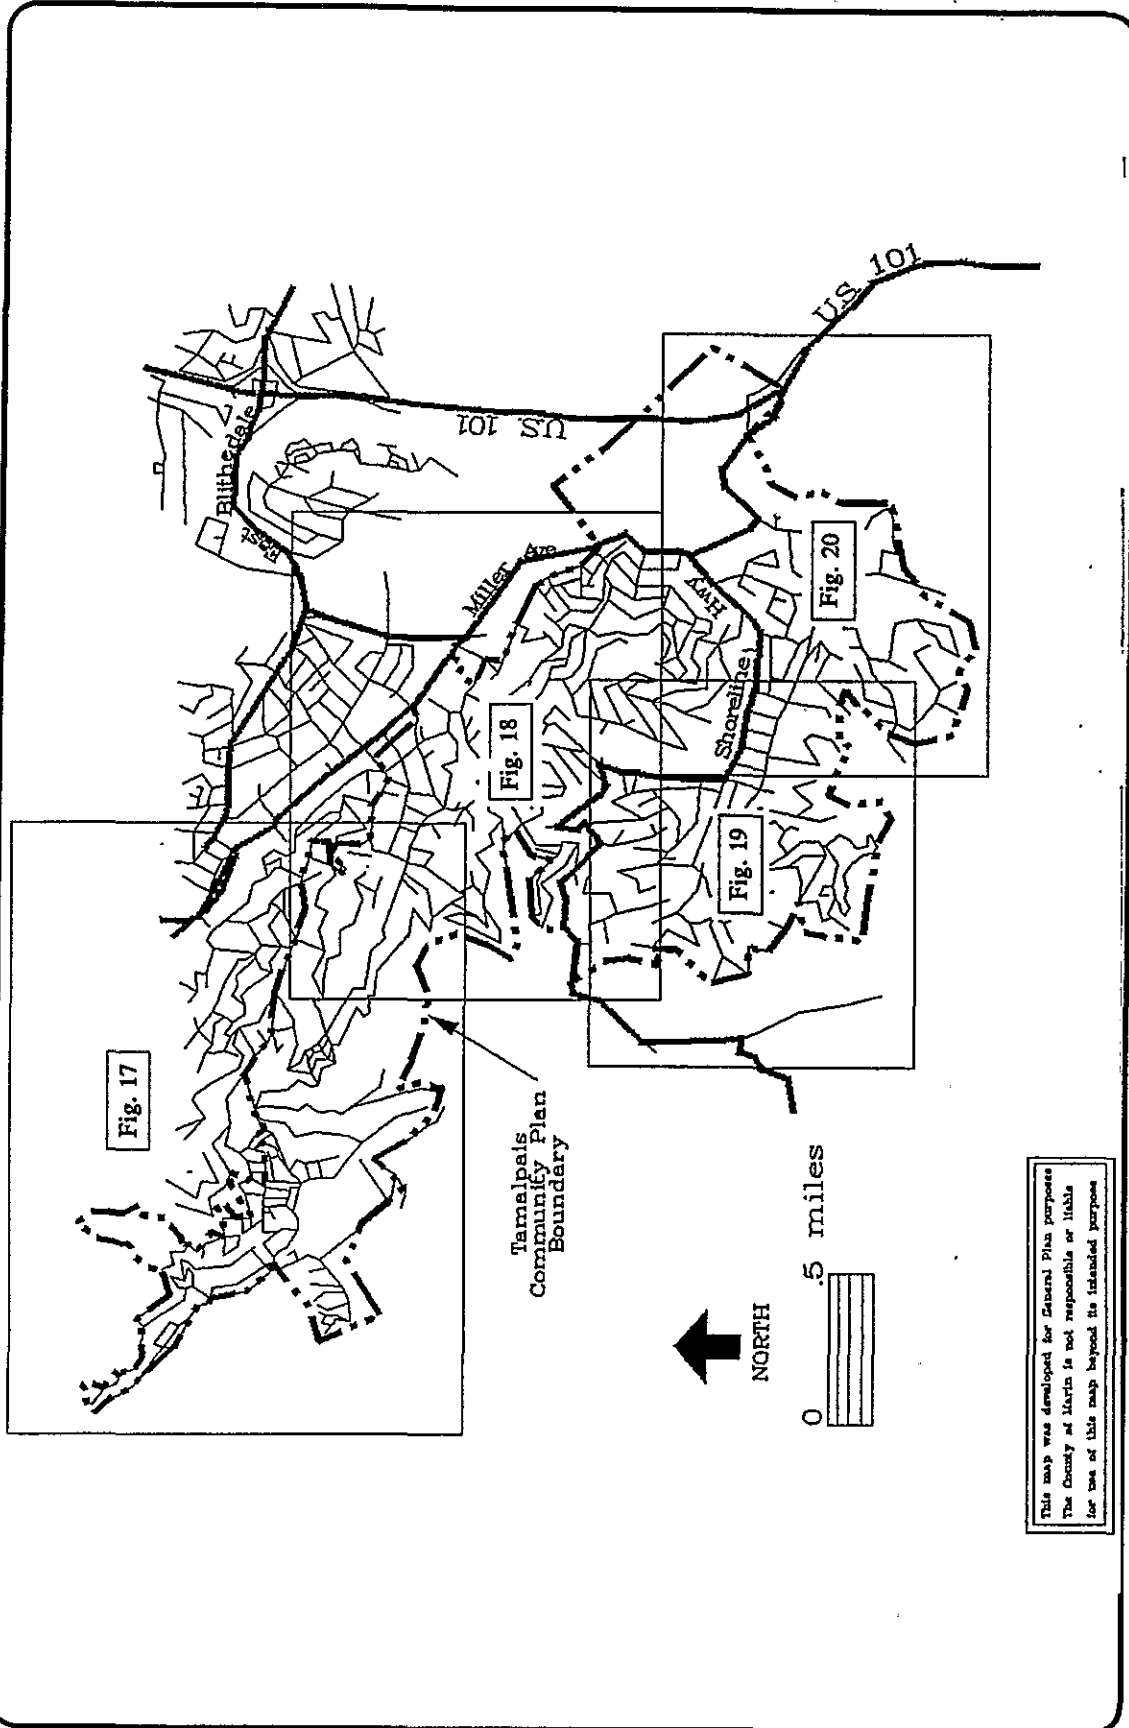 Fig. 17
Fig. 18
Fig. 19
Fig. 20
East
Blithedale
U.S. 101
Miller Ave
Shoreline
Hwy
U.S. 101
Tamalpais
Community Plan
Boundary
NORTH
0 .5 miles
This map was developed for General Plan purposes
The County of Marin is not responsible or liable
for use of this map beyond its intended purpose